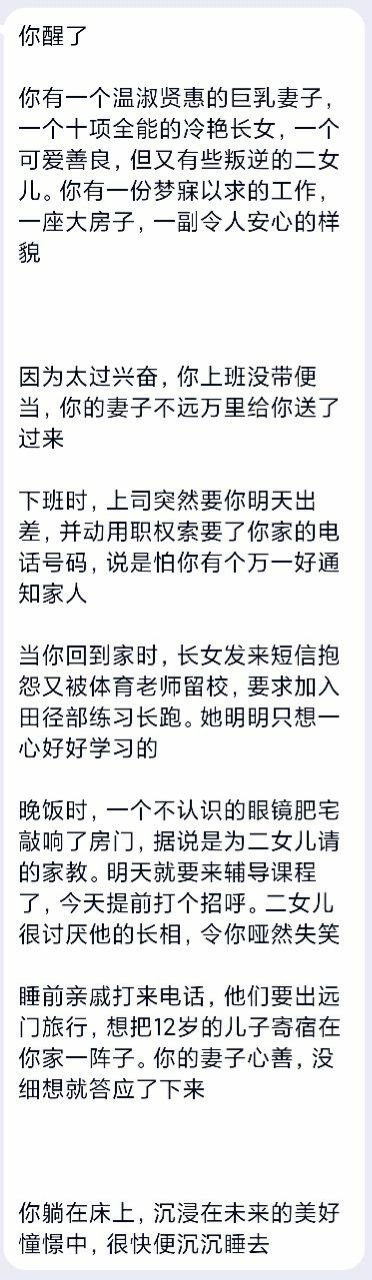 你醒了
你有一个温淑贤惠的巨乳妻子，
一个十项全能的冷艳长女，一个
可爱善良，但又有些叛逆的二女
儿。你有一份梦寐以求的工作，
一座大房子，一副令人安心的样
貌
因为太过兴奋，你上班没带便
当，你的妻子不远万里给你送了
过来
下班时，上司突然要你明天出
差，并动用职权索要了你家的电
话号码，说是怕你有个万一好通
知家人
当你回到家时，长女发来短信抱
怨又被体育老师留校，要求加入
田径部练习长跑。她明明只想一
心好好学习的
晚饭时，一个不认识的眼镜肥宅
敲响了房门，据说是为二女儿请
的家教。明天就要来辅导课程
了，今天提前打个招呼。二女儿
很讨厌他的长相，令你哑然失笑
睡前亲戚打来电话，他们要出远
门旅行，想把12岁的儿子寄宿在
你家一阵子。你的妻子心善，没
细想就答应了下来
你躺在床上，沉浸在未来的美好
憧憬中，很快便沉沉睡去